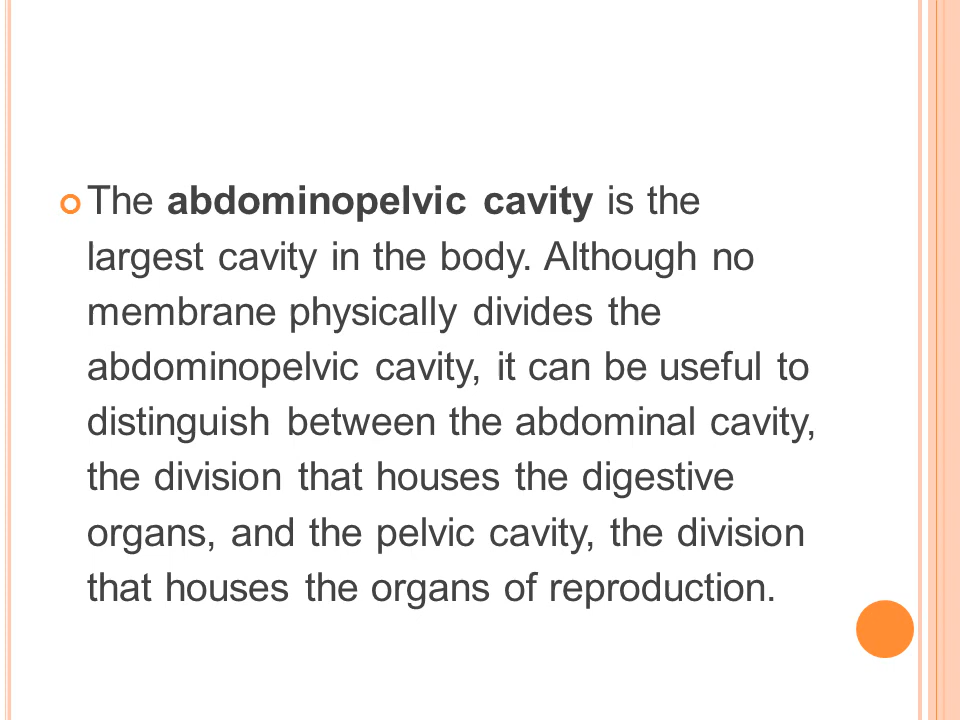 The abdominopelvic cavity is the
largest cavity in the body. Although no
membrane physically divides the
abdominopelvic cavity, it can be useful to
distinguish between the abdominal cavity,
the division that houses the digestive
organs, and the pelvic cavity, the division
that houses the organs of reproduction.